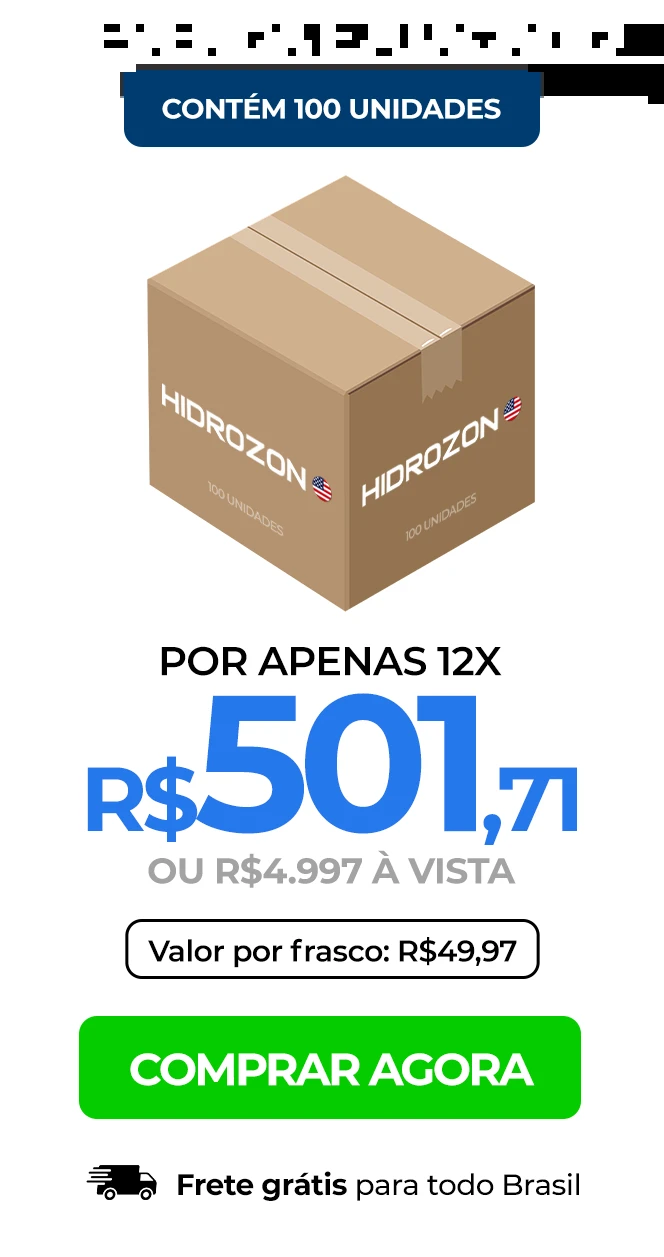 CONTÉM 100 UNIDADES
HIDROZON
100 UNIDADES
HIDROZON
100 UNIDADES
POR APENAS 12X
R$501,71
OU R$4.997 À VISTA
Valor por frasco: R$49,97
COMPRAR AGORA
Frete grátis para todo Brasil